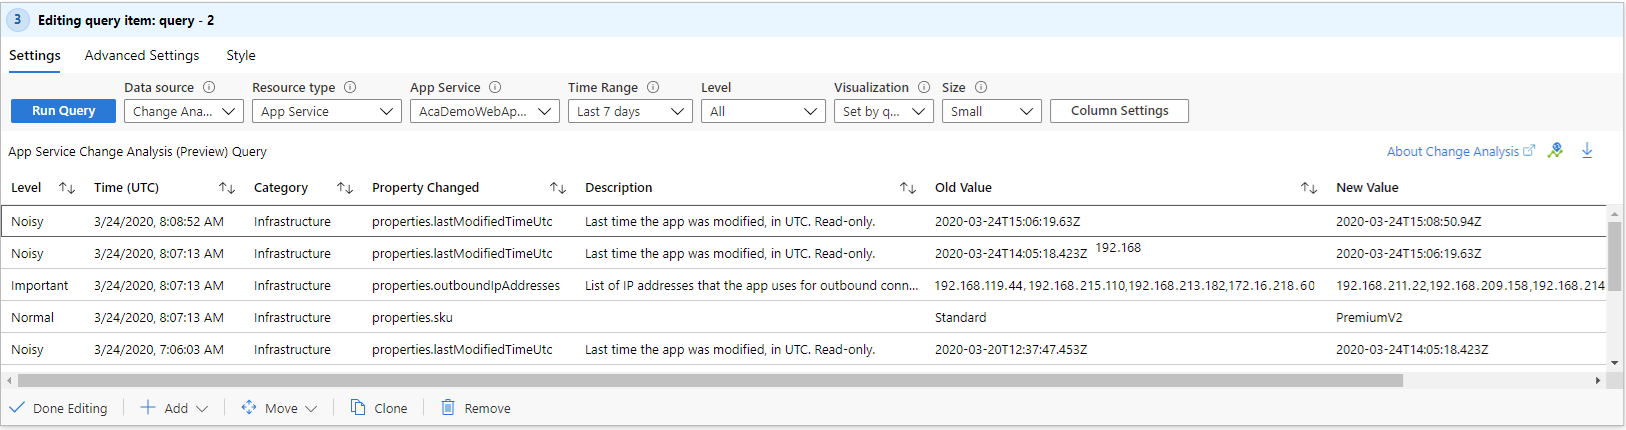 3 Editing query item: query - 2
Settings Advanced Settings Style
Data source Resource type App Service Time Range Level Visualization Size
Run Query Change Ana... App Service AcaDemoWebAp... Last 7 days All Set by q... Small Column Settings
App Service Change Analysis (Preview) Query About Change Analysis
Level Time (UTC) Category Property Changed Description Old Value New Value
Noisy 3/24/2020, 8:08:52 AM Infrastructure properties.lastModifiedTimeUtc Last time the app was modified, in UTC. Read-only. 2020-03-24T15:06:19.63Z 2020-03-24T15:08:50.94Z
Noisy 3/24/2020, 8:07:13 AM Infrastructure properties.lastModifiedTimeUtc Last time the app was modified, in UTC. Read-only. 2020-03-24T14:05:18.423Z 192.168 2020-03-24T15:06:19.63Z
Important 3/24/2020, 8:07:13 AM Infrastructure properties.outboundIpAddresses List of IP addresses that the app uses for outbound conn... 192.168.119.44, 192.168.215.110,192.168.213.182,172.16.218.60 192.168.211.22,192.168.209.158,192.168.214
Normal 3/24/2020, 8:07:13 AM Infrastructure properties.sku Standard PremiumV2
Noisy 3/24/2020, 7:06:03 AM Infrastructure properties.lastModifiedTimeUtc Last time the app was modified, in UTC. Read-only. 2020-03-20T12:37:47.453Z 2020-03-24T14:05:18.423Z
Done Editing Add Move Clone Remove